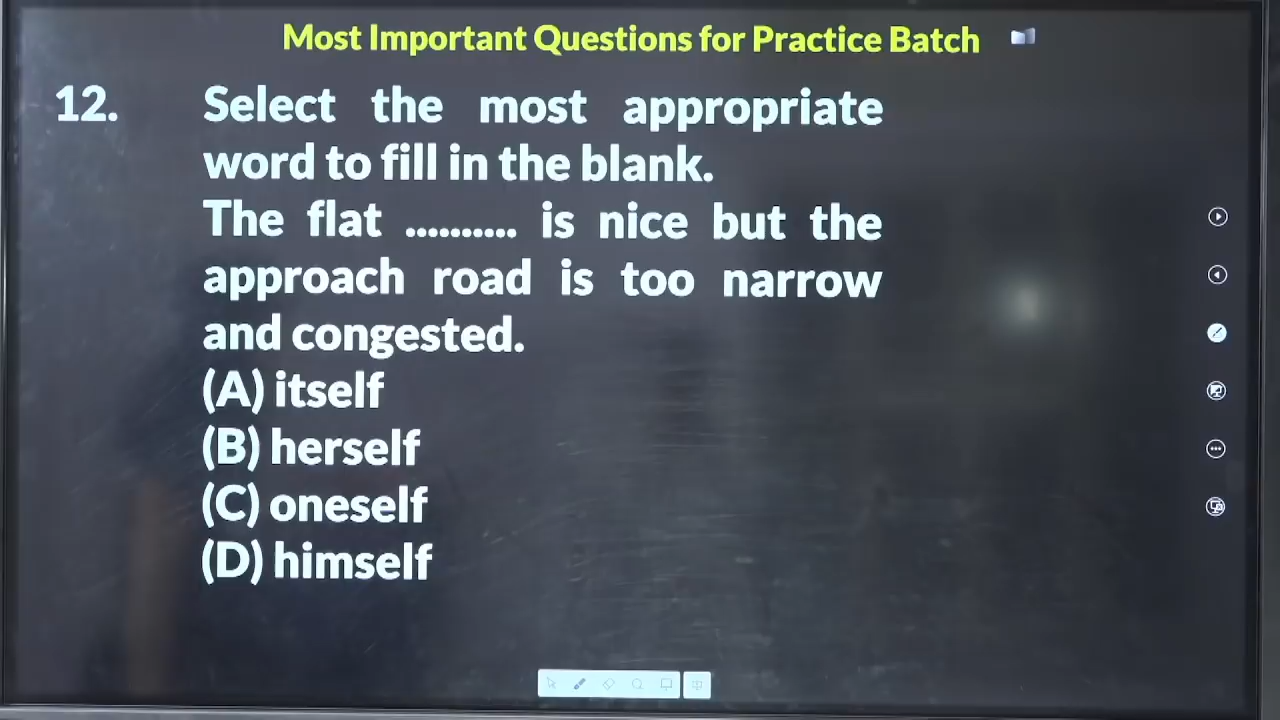 Most Important Questions for Practice Batch
12. Select the most appropriate
word to fill in the blank.
The flat .......... is nice but the
approach road is too narrow
and congested.
(A) itself
(B) herself
(C) oneself
(D) himself